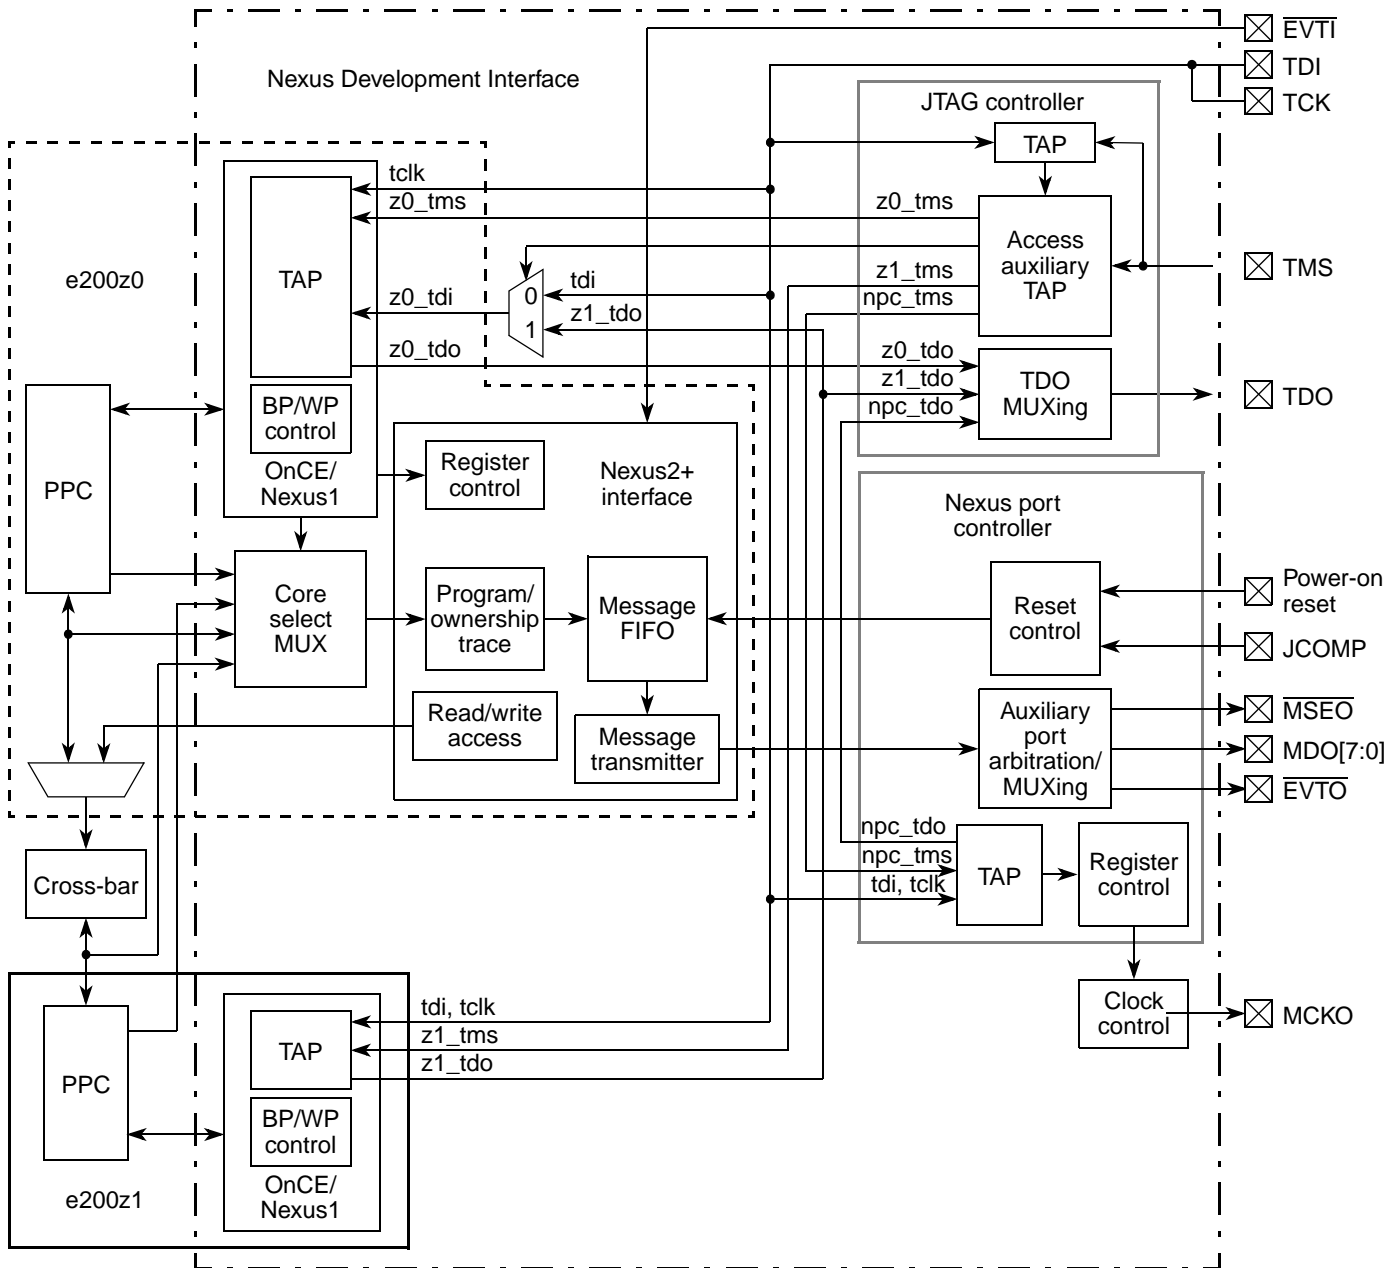 EVTI
Nexus Development Interface
TDI
JTAG controller
TCK
TAP
tclk
z0_tms
z0_tms
Access
auxiliary
TAP
TMS
e200z0
TAP
z1_tms
tdi
0
npc_tms
z0_tdi
z1_tdo
1
z0_tdo
z0_tdo
z1_tdo
npc_tdo
TDO
MUXing
TDO
BP/WP
control
OnCE/
Nexus1
PPC
Register
control
Nexus2+
interface
Nexus port
controller
Core
select
MUX
Program/
ownership
trace
Message
FIFO
Reset
control
Power-on
reset
JCOMP
Read/write
access
Message
transmitter
Auxiliary
port
arbitration/
MUXing
MSEO
MDO[7:0]
EVTO
npc_tdo
npc_tms
tdi, tclk
TAP
Register
control
Cross-bar
Clock
control
MCKO
tdi, tclk
z1_tms
z1_tdo
TAP
PPC
BP/WP
control
OnCE/
Nexus1
e200z1